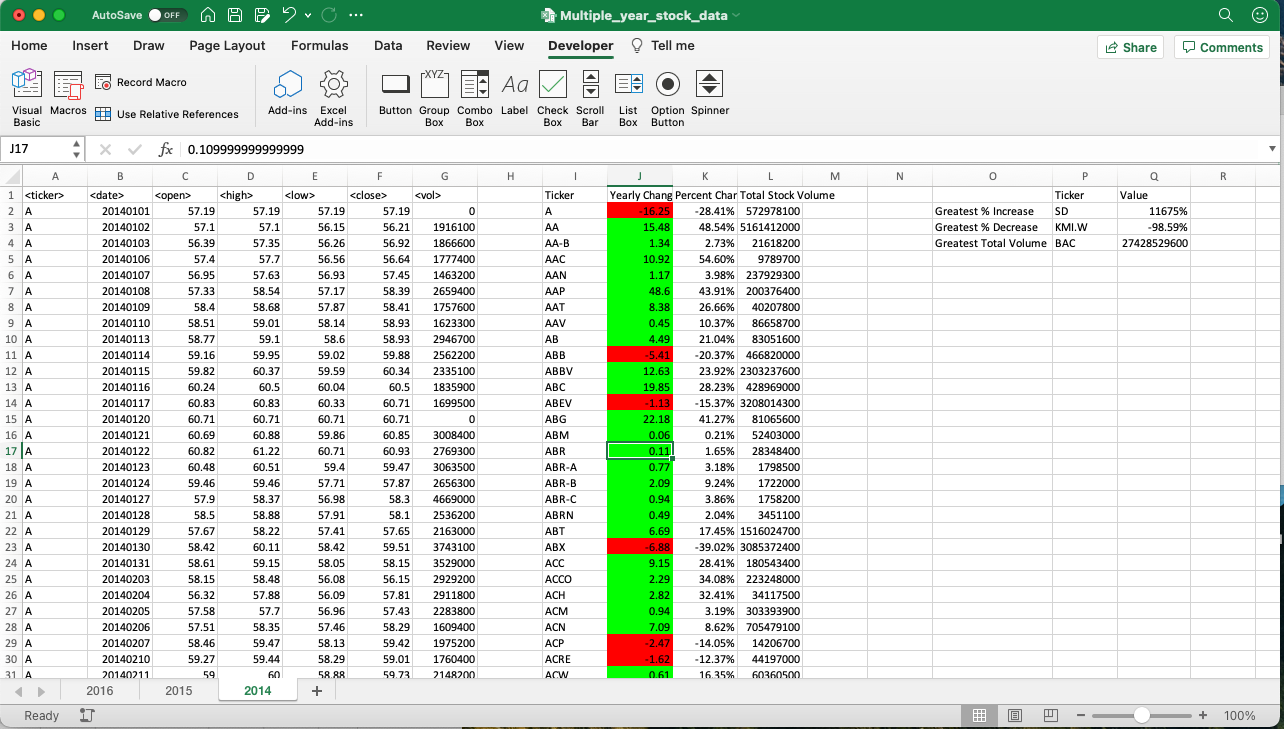 AutoSave OFF Multiple_year_stock_data
Home Insert Draw Page Layout Formulas Data Review View Developer Tell me Share Comments
Visual Basic Macros Record Macro Use Relative References Add-ins Excel Add-ins Button Group Box Combo Box Label Check Box Scroll Bar List Box Option Button Spinner
XYZ Aa
J17 fx 0.109999999999999
A B C D E F G H I J K L M N O P Q R
1 <ticker> <date> <open> <high> <low> <close> <vol> Ticker Yearly Chang Percent Char Total Stock Volume Ticker Value
2 A 20140101 57.19 57.19 57.19 57.19 0 A -16.25 -28.41% 572978100 Greatest % Increase SD 11675%
3 A 20140102 57.1 57.1 56.15 56.21 1916100 AA 15.48 48.54% 5161412000 Greatest % Decrease KMI.W -98.59%
4 A 20140103 56.39 57.35 56.26 56.92 1866600 AA-B 1.34 2.73% 21618200 Greatest Total Volume BAC 27428529600
5 A 20140106 57.4 57.7 56.56 56.64 1777400 AAC 10.92 54.60% 9789700
6 A 20140107 56.95 57.63 56.93 57.45 1463200 AAN 1.17 3.98% 237929300
7 A 20140108 57.33 58.54 57.17 58.39 2659400 AAP 48.6 43.91% 200376400
8 A 20140109 58.4 58.68 57.87 58.41 1757600 AAT 8.38 26.66% 40207800
9 A 20140110 58.51 59.01 58.14 58.93 1623300 AAV 0.45 10.37% 86658700
10 A 20140113 58.77 59.1 58.6 58.93 2946700 AB 4.49 21.04% 83051600
11 A 20140114 59.16 59.95 59.02 59.88 2562200 ABB -5.41 -20.37% 466820000
12 A 20140115 59.82 60.37 59.59 60.34 2335100 ABBV 12.63 23.92% 2303237600
13 A 20140116 60.24 60.5 60.04 60.5 1835900 ABC 19.85 28.23% 428969000
14 A 20140117 60.83 60.83 60.33 60.71 1699500 ABEV -1.13 -15.37% 3208014300
15 A 20140120 60.71 60.71 60.71 60.71 0 ABG 22.18 41.27% 81065600
16 A 20140121 60.69 60.88 59.86 60.85 3008400 ABM 0.06 0.21% 52403000
17 A 20140122 60.82 61.22 60.71 60.93 2769300 ABR 0.11 1.65% 28348400
18 A 20140123 60.48 60.51 59.4 59.47 3063500 ABR-A 0.77 3.18% 1798500
19 A 20140124 59.46 59.46 57.71 57.87 2656300 ABR-B 2.09 9.24% 1722000
20 A 20140127 57.9 58.37 56.98 58.3 4669000 ABR-C 0.94 3.86% 1758200
21 A 20140128 58.5 58.88 57.91 58.1 2536200 ABRN 0.49 2.04% 3451100
22 A 20140129 57.67 58.22 57.41 57.65 2163000 ABT 6.69 17.45% 1516024700
23 A 20140130 58.42 60.11 58.42 59.51 3743100 ABX -6.88 -39.02% 3085372400
24 A 20140131 58.61 59.15 58.05 58.15 3529000 ACC 9.15 28.41% 180543400
25 A 20140203 58.15 58.48 56.08 56.15 2929200 ACCO 2.29 34.08% 223248000
26 A 20140204 56.32 57.88 56.09 57.81 2911800 ACH 2.82 32.41% 34117500
27 A 20140205 57.58 57.7 56.96 57.43 2283800 ACM 0.94 3.19% 303393900
28 A 20140206 57.51 58.35 57.46 58.29 1609400 ACN 7.09 8.62% 705479100
29 A 20140207 58.46 59.47 58.13 59.42 1975200 ACP -2.47 -14.05% 14206700
30 A 20140210 59.27 59.44 58.29 59.01 1760400 ACRE -1.62 -12.37% 44197000
31 A 20140211 59 60 58.88 59.73 2148200 ACW 0.61 16.35% 60360500
2016 2015 2014 +
Ready 100%